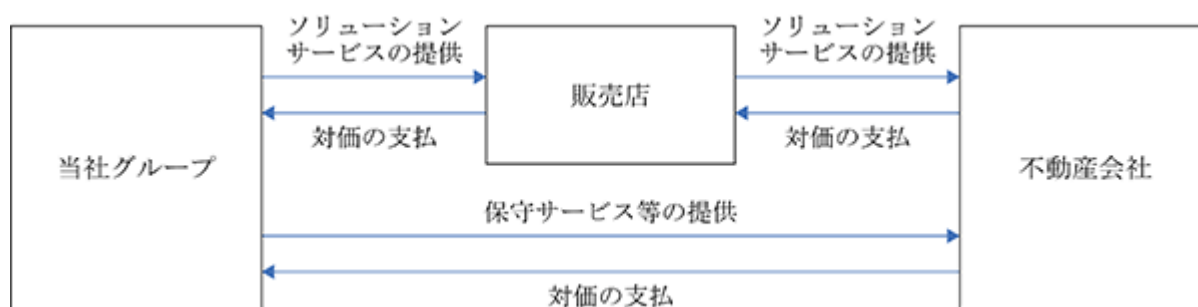 ソリューション
サービスの提供
ソリューション
サービスの提供
販売店
対価の支払
対価の支払
当社グループ
不動産会社
保守サービス等の提供
対価の支払